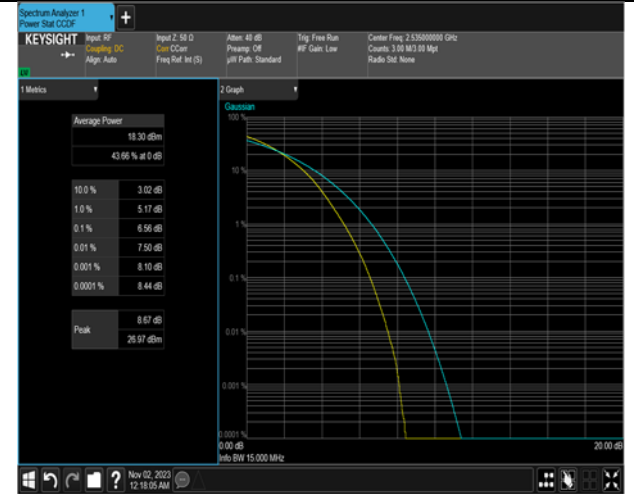 Spectrum Analyzer 1
Power Stat CCDF
+
KEYSIGHT
Input: RF
Coupling: DC
Align: Auto
Input Z: 50 Ω
Corr CCorr
Freq Ref: Int (S)
Atten: 40 dB
Preamp: Off
µW Path: Standard
Trig: Free Run
#IF Gain: Low
Center Freq: 2.535000000 GHz
Counts: 3.00 M/3.00 Mpt
Radio Std: None
1 Metrics
Average Power
18.30 dBm
43.66 % at 0 dB
10.0 % 3.02 dB
1.0 % 5.17 dB
0.1 % 6.56 dB
0.01 % 7.50 dB
0.001 % 8.10 dB
0.0001 % 8.44 dB
Peak
8.67 dB
26.97 dBm
2 Graph
Gaussian
100 %
10 %
1 %
0.1 %
0.01 %
0.001 %
0.0001 %
0.00 dB
20.00 dB
Info BW 15.000 MHz
?
Nov 02, 2023
12:18:05 AM